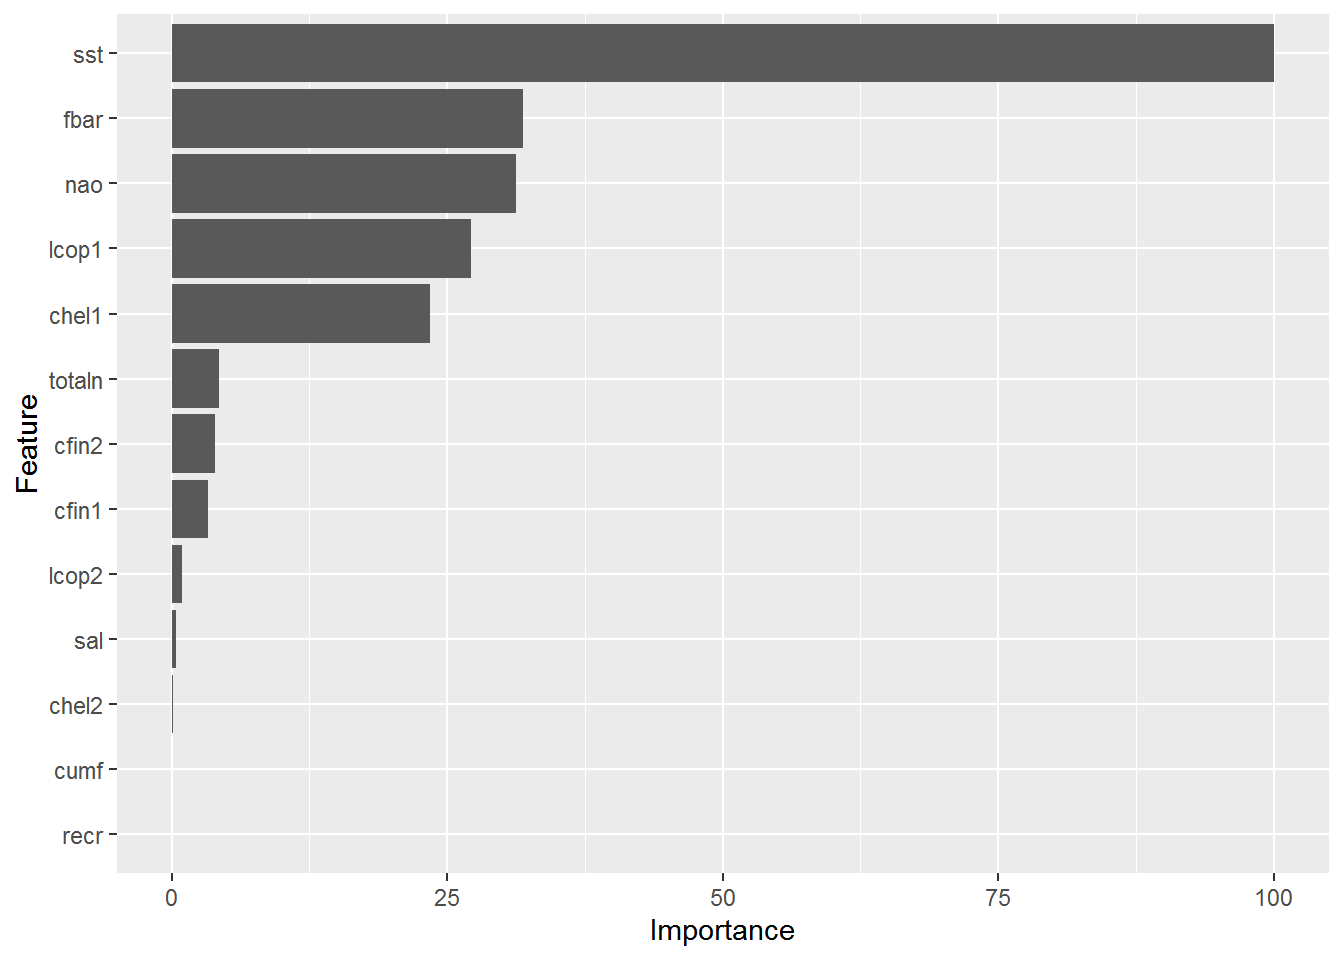 sst
fbar
nao
lcop1
chel1
totaln
cfin2
cfin1
lcop2
sal
chel2
cumf
recr
Feature
0 25 50 75 100
Importance